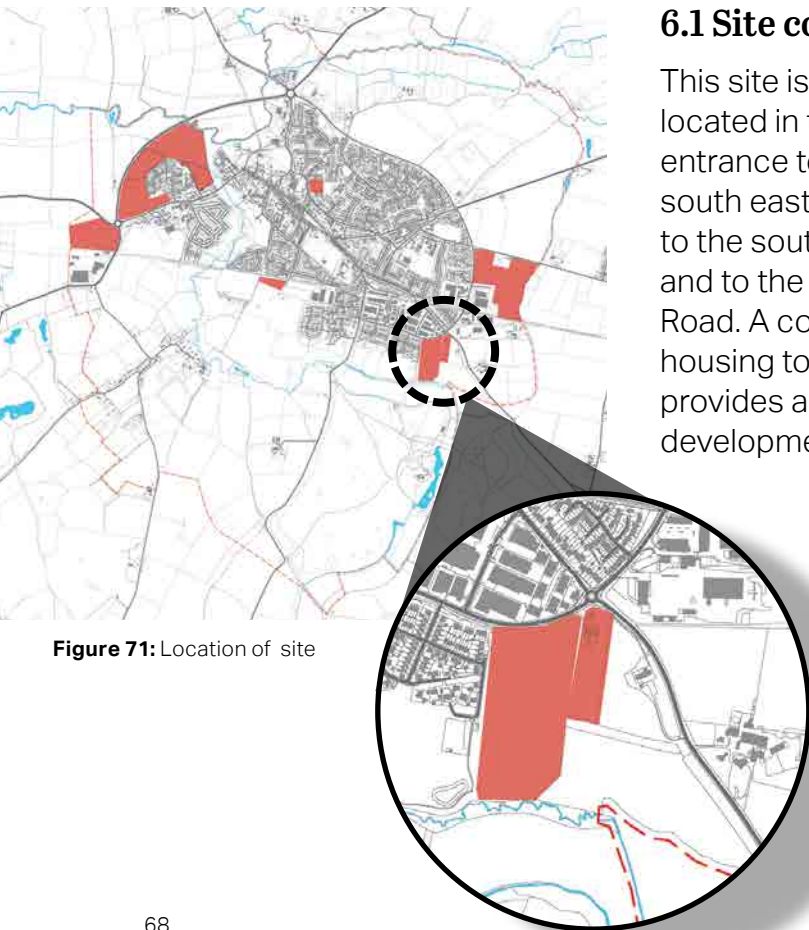 6.1 Site co
This site is
located in t
entrance to
south east
to the sout
and to the
Road. A co
housing to
provides a
developme
Figure 71: Location of site
68